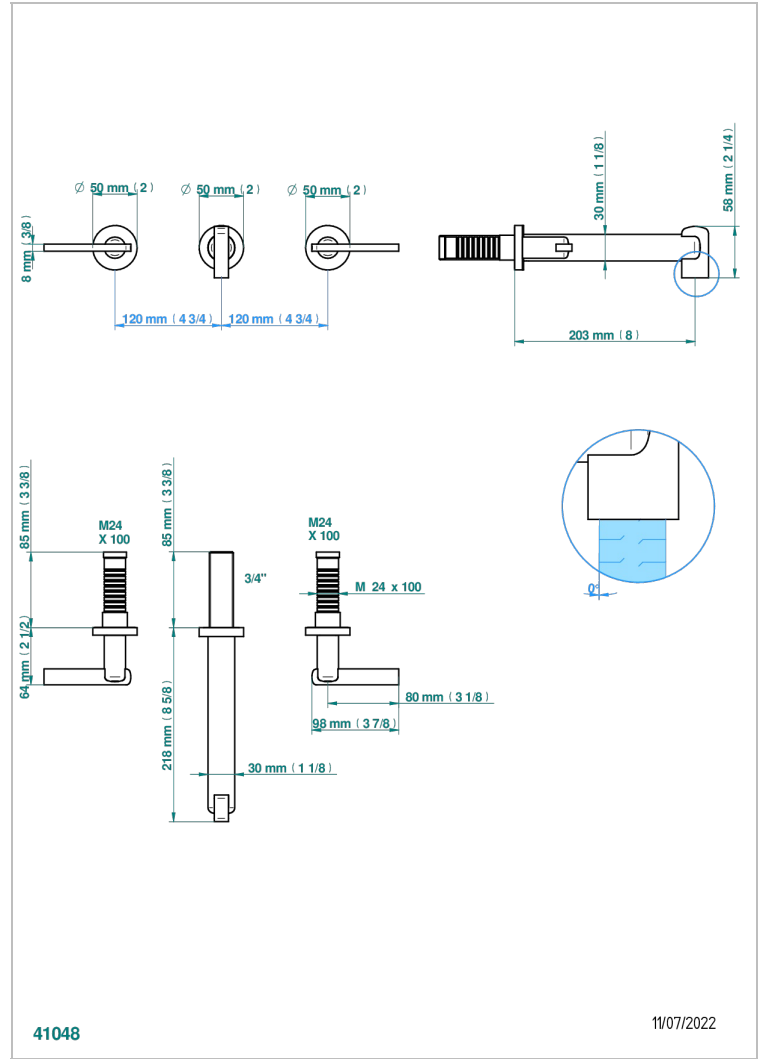 ∅ 50 mm ( 2 )
∅ 50 mm ( 2 )
∅ 50 mm ( 2 )
8 mm ( 3/8 )
120 mm ( 4 3/4 )
120 mm ( 4 3/4 )
30 mm ( 1 1/8 )
58 mm ( 2 1/4 )
203 mm ( 8 )
85 mm ( 3 3/8 )
85 mm ( 3 3/8 )
M24
X 100
M24
X 100
3/4"
M 24 x 100
0°
64 mm ( 2 1/2 )
218 mm ( 8 5/8 )
80 mm ( 3 1/8 )
98 mm ( 3 7/8 )
30 mm ( 1 1/8 )
41048
11/07/2022